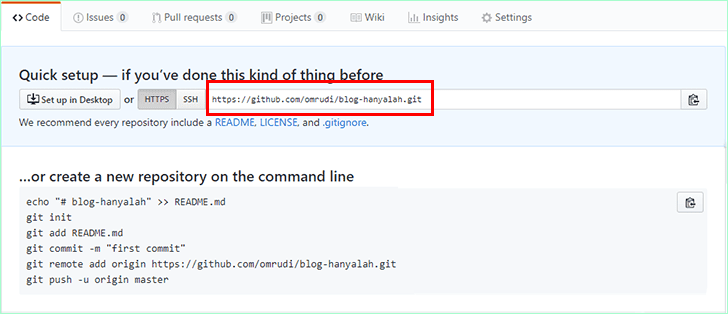 Code Issues 0 Pull requests 0 Projects 0 Wiki Insights Settings
Quick setup — if you've done this kind of thing before
Set up in Desktop or HTTPS SSH https://github.com/omrudi/blog-hanyalah.git
We recommend every repository include a README, LICENSE, and .gitignore.
...or create a new repository on the command line
echo "# blog-hanyalah" >> README.md
git init
git add README.md
git commit -m "first commit"
git remote add origin https://github.com/omrudi/blog-hanyalah.git
git push -u origin master